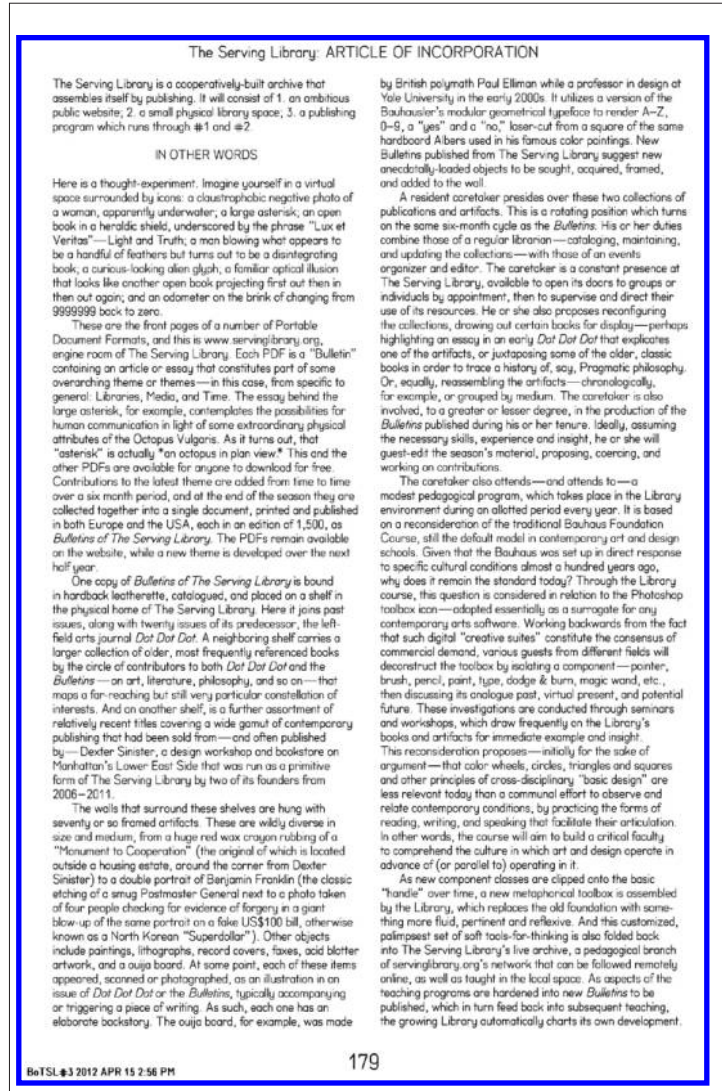 The Serving Library: ARTICLE OF INCORPORATION
The Serving Library is a cooperatively-built archive that
assembles itself by publishing. It will consist of 1. an ambitious
public website; 2. a small physical library space; 3. a publishing
program which runs through #1 and #2.
IN OTHER WORDS
Here is a thought-experiment. Imagine yourself in a virtual
space surrounded by icons: a claustrophobic negative photo of
a woman, apparently underwater; a large asterisk; an open
book in a heraldic shield, underscored by the phrase "Lux et
Veritas"—Light and Truth; a man blowing what appears to
be a handful of feathers but turns out to be a disintegrating
book; a curious-looking alien glyph; a familiar optical illusion
that looks like another open book projecting first out then in
then out again; and an odometer on the brink of changing from
9999999 back to zero.
These are the front pages of a number of Portable
Document Formats, and this is www.servinglibrary.org,
engine room of The Serving Library. Each PDF is a "Bulletin"
containing an article or essay that constitutes part of some
overarching theme or themes—in this case, from specific to
general: Libraries, Media, and Time. The essay behind the
large asterisk, for example, contemplates the possibilities for
human communication in light of some extraordinary physical
attributes of the Octopus Vulgaris. As it turns out, that
"asterisk" is actually *an octopus in plan view.* This and the
other PDFs are available for anyone to download for free.
Contributions to the latest theme are added from time to time
over a six month period, and at the end of the season they are
collected together into a single document, printed and published
in both Europe and the USA, each in an edition of 1,500, as
Bulletins of The Serving Library. The PDFs remain available
on the website, while a new theme is developed over the next
half year.
One copy of Bulletins of The Serving Library is bound
in hardback leatherette, catalogued, and placed on a shelf in
the physical home of The Serving Library. Here it joins past
issues, along with twenty issues of its predecessor, the left-
field arts journal Dot Dot Dot. A neighboring shelf carries a
larger collection of older, most frequently referenced books
by the circle of contributors to both Dot Dot Dot and the
Bulletins—on art, literature, philosophy, and so on—that
maps a far-reaching but still very particular constellation of
interests. And on another shelf, is a further assortment of
relatively recent titles covering a wide gamut of contemporary
publishing that had been sold from—and often published
by—Dexter Sinister, a design workshop and bookstore on
Manhattan's Lower East Side that was run as a primitive
form of The Serving Library by two of its founders from
2006–2011.
The walls that surround these shelves are hung with
seventy or so framed artifacts. These are wildly diverse in
size and medium, from a huge red wax crayon rubbing of a
"Monument to Cooperation" (the original of which is located
outside a housing estate, around the corner from Dexter
Sinister) to a double portrait of Benjamin Franklin (the classic
etching of a smug Postmaster General next to a photo taken
of four people checking for evidence of forgery in a giant
blow-up of the same portrait on a fake US$100 bill, otherwise
known as a North Korean "Superdollar"). Other objects
include paintings, lithographs, record covers, faxes, acid blotter
artwork, and a ouija board. At some point, each of these items
appeared, scanned or photographed, as an illustration in an
issue of Dot Dot Dot or the Bulletins, typically accompanying
or triggering a piece of writing. As such, each one has an
elaborate backstory. The ouija board, for example, was made
by British polymath Paul Elliman while a professor in design at
Yale University in the early 2000s. It utilizes a version of the
Bauhausler's modular geometrical typeface to render A–Z,
0–9, a "yes" and a "no," laser-cut from a square of the same
hardboard Albers used in his famous color paintings. New
Bulletins published from The Serving Library suggest new
anecdotally-loaded objects to be sought, acquired, framed,
and added to the wall.
A resident caretaker presides over these two collections of
publications and artifacts. This is a rotating position which turns
on the same six-month cycle as the Bulletins. His or her duties
combine those of a regular librarian—cataloging, maintaining,
and updating the collections—with those of an events
organizer and editor. The caretaker is a constant presence at
The Serving Library, available to open its doors to groups or
individuals by appointment, then to supervise and direct their
use of its resources. He or she also proposes reconfiguring
the collections, drawing out certain books for display—perhaps
highlighting an essay in an early Dot Dot Dot that explicates
one of the artifacts, or juxtaposing some of the older, classic
books in order to trace a history of, say, Pragmatic philosophy.
Or, equally, reassembling the artifacts—chronologically,
for example, or grouped by medium. The caretaker is also
involved, to a greater or lesser degree, in the production of the
Bulletins published during his or her tenure. Ideally, assuming
the necessary skills, experience and insight, he or she will
guest-edit the season's material, proposing, coercing, and
working on contributions.
The caretaker also attends—and attends to—a
modest pedagogical program, which takes place in the Library
environment during an allotted period every year. It is based
on a reconsideration of the traditional Bauhaus Foundation
Course, still the default model in contemporary art and design
schools. Given that the Bauhaus was set up in direct response
to specific cultural conditions almost a hundred years ago,
why does it remain the standard today? Through the Library
course, this question is considered in relation to the Photoshop
toolbox icon—adopted essentially as a surrogate for any
contemporary arts software. Working backwards from the fact
that such digital "creative suites" constitute the consensus of
commercial demand, various guests from different fields will
deconstruct the toolbox by isolating a component—pointer,
brush, pencil, paint, type, dodge & burn, magic wand, etc.,
then discussing its analogue past, virtual present, and potential
future. These investigations are conducted through seminars
and workshops, which draw frequently on the Library's
books and artifacts for immediate example and insight.
This reconsideration proposes—initially for the sake of
argument—that color wheels, circles, triangles and squares
and other principles of cross-disciplinary "basic design" are
less relevant today than a communal effort to observe and
relate contemporary conditions, by practicing the forms of
reading, writing, and speaking that facilitate their articulation.
In other words, the course will aim to build a critical faculty
to comprehend the culture in which art and design operate in
advance of (or parallel to) operating in it.
As new component classes are clipped onto the basic
"handle" over time, a new metaphorical toolbox is assembled
by the Library, which replaces the old foundation with some-
thing more fluid, pertinent and reflexive. And this customized,
palimpsest set of soft tools-for-thinking is also folded back
into The Serving Library's live archive, a pedagogical branch
of servinglibrary.org's network that can be followed remotely
online, as well as taught in the local space. As aspects of the
teaching programs are hardened into new Bulletins to be
published, which in turn feed back into subsequent teaching,
the growing Library automatically charts its own development.
179
BoTSL#3 2012 APR 15 2:56 PM